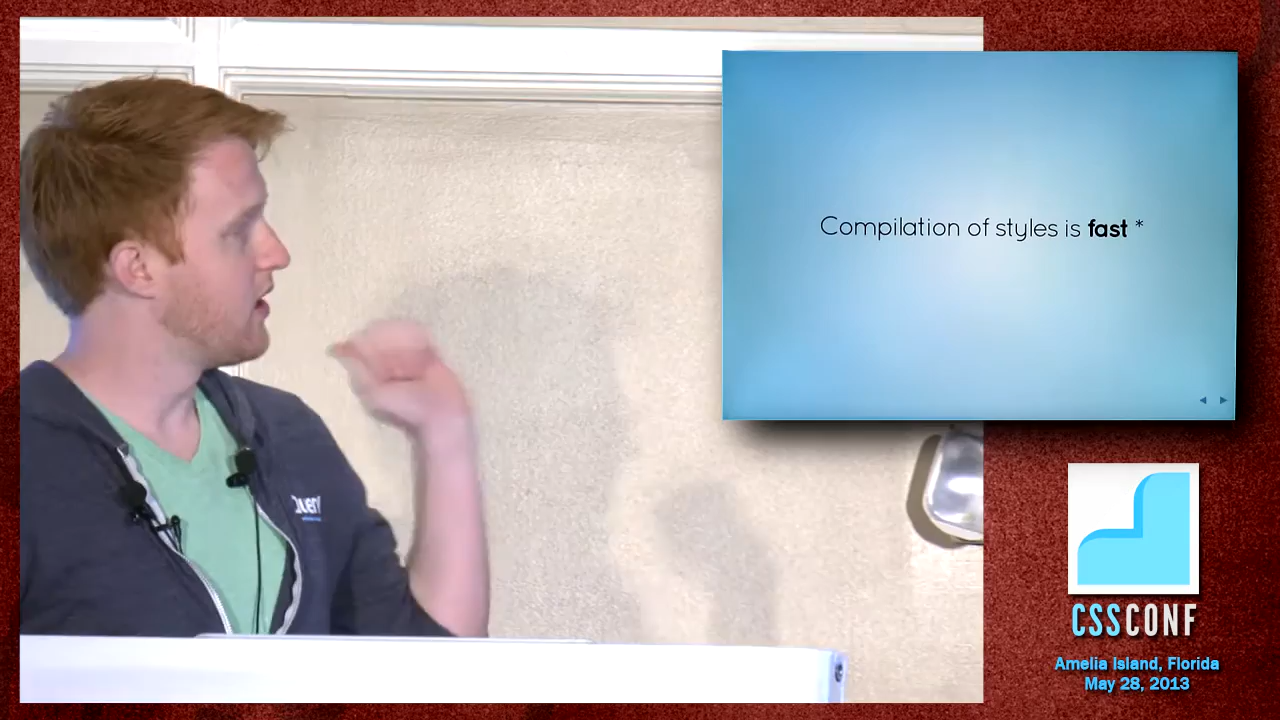 Compilation of styles is fast *
CSSCONF
Amelia Island, Florida
May 28, 2013